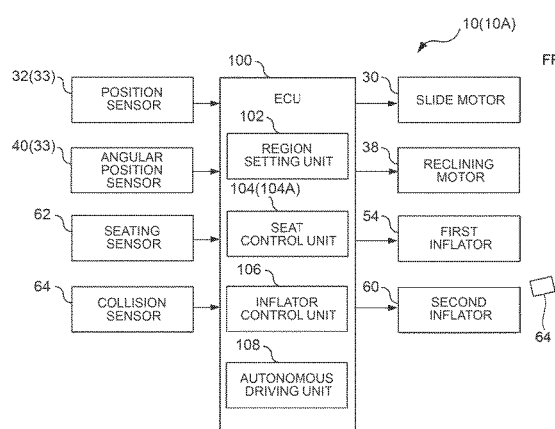 10(10A)
FF
32(33)
POSITION
SENSOR
100
ECU
30
SLIDE MOTOR
102
REGION
SETTING UNIT
40(33)
ANGULAR
POSITION
SENSOR
38
RECLINING
MOTOR
104(104A)
SEAT
CONTROL UNIT
62
SEATING
SENSOR
54
FIRST
INFLATOR
106
INFLATOR
CONTROL UNIT
64
COLLISION
SENSOR
60
SECOND
INFLATOR
64
108
AUTONOMOUS
DRIVING UNIT